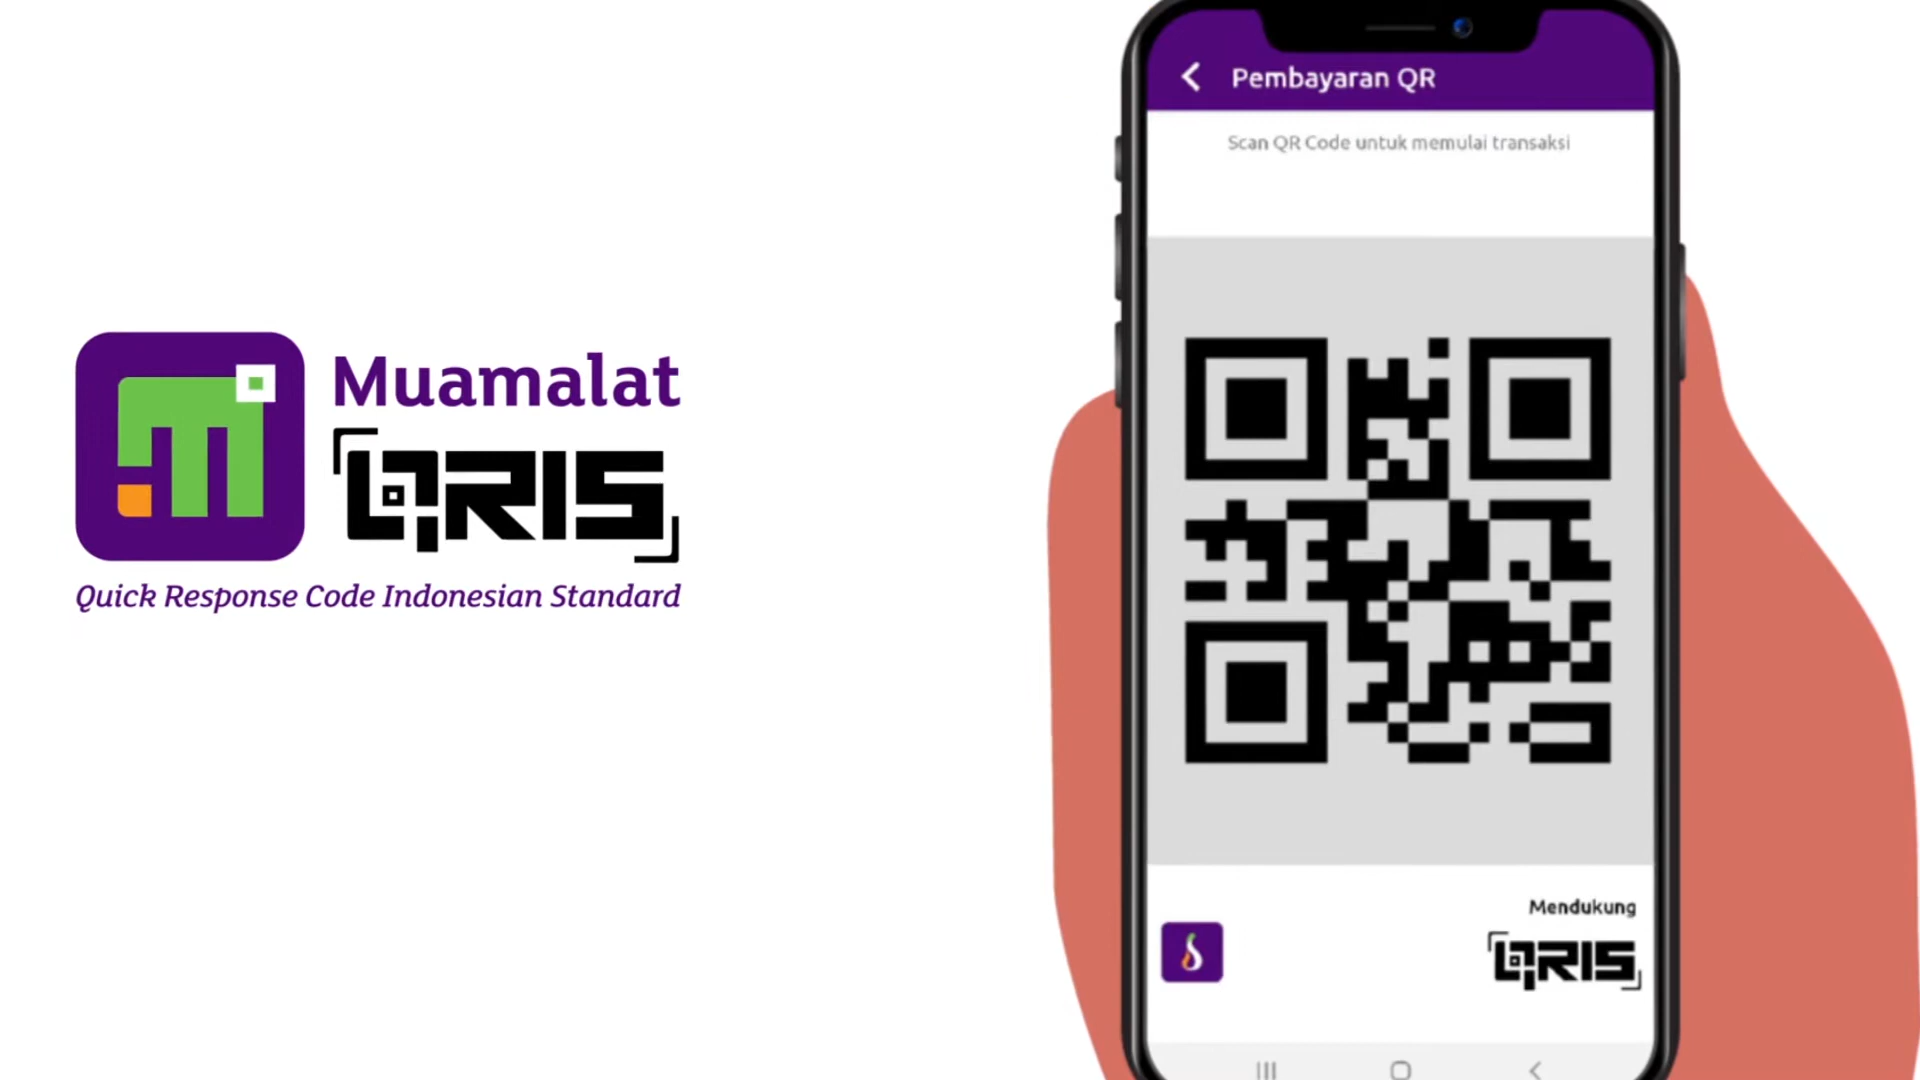 Muamalat
QRIS
Quick Response Code Indonesian Standard
Pembayaran QR
Scan QR Code untuk memulai transaksi
Mendukung
QRIS